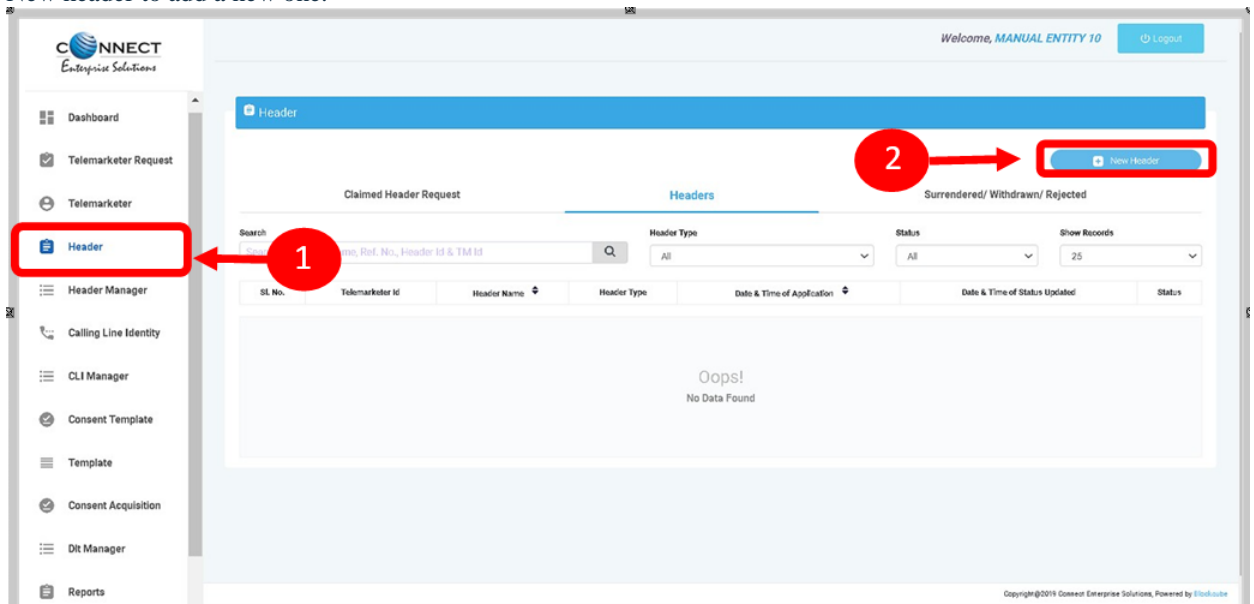 New header to add a new one.
CONNECT
Enterprise Solutions
Welcome, MANUAL ENTITY 10
Logout
Dashboard
Telemarketer Request
Telemarketer
Header
Header Manager
Calling Line Identity
CLI Manager
Consent Template
Template
Consent Acquisition
Dlt Manager
Reports
Header
1
2
New Header
Claimed Header Request
Headers
Surrendered/ Withdrawn/ Rejected
Search
Header Type
Status
Show Records
Ref. No., Header Id & TM Id
All
All
25
Sl. No.
Telemarketer Id
Header Name
Header Type
Date & Time of Application
Date & Time of Status Updated
Status
Oops!
No Data Found
Copyright@2019 Connect Enterprise Solutions, Powered by Blockcube